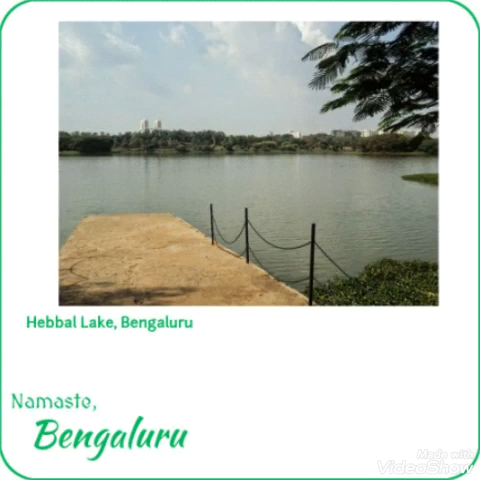 Hebbal Lake, Bengaluru
Namaste,
Bengaluru
Made with
VideoShow